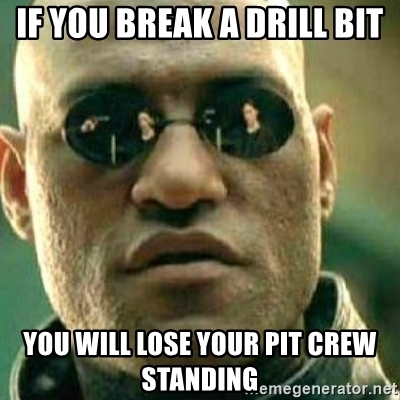 IF YOU BREAK A DRILL BIT
YOU WILL LOSE YOUR PIT CREW
STANDING
memegenerator.net